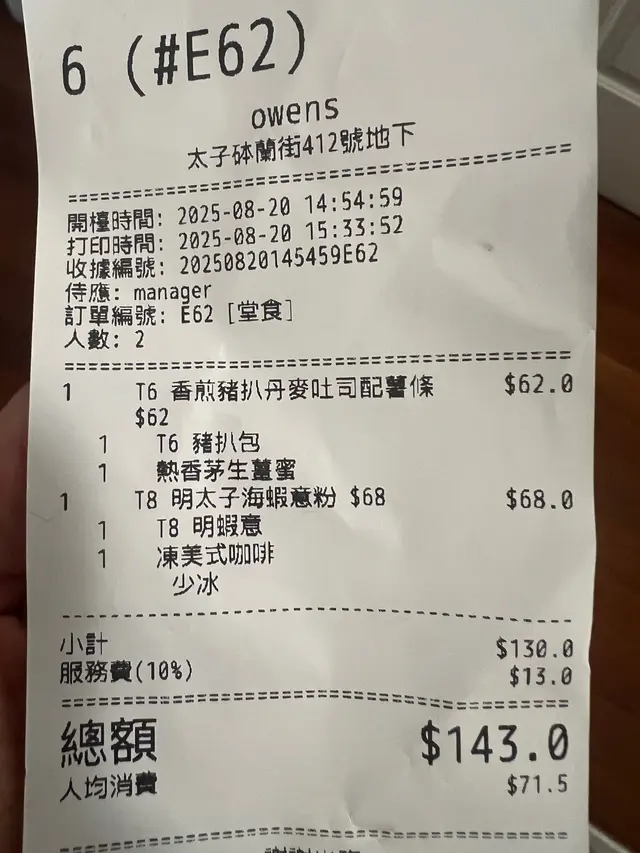 6 (#E62)
owens
太子砵蘭街412號地下
開檯時間: 2025-08-20 14:54:59
打印時間: 2025-08-20 15:33:52
收據編號: 20250820145459E62
侍應: manager
訂單編號: E62 [堂食]
人數: 2
1 T6 香煎豬扒丹麥吐司配薯條 $62.0
$62
1 T6 豬扒包
1 熱香茅生薑蜜
1 T8 明太子海蝦意粉 $68 $68.0
1 T8 明蝦意
1 凍美式咖啡
少冰
小計 $130.0
服務費(10%) $13.0
總額 $143.0
人均消費 $71.5